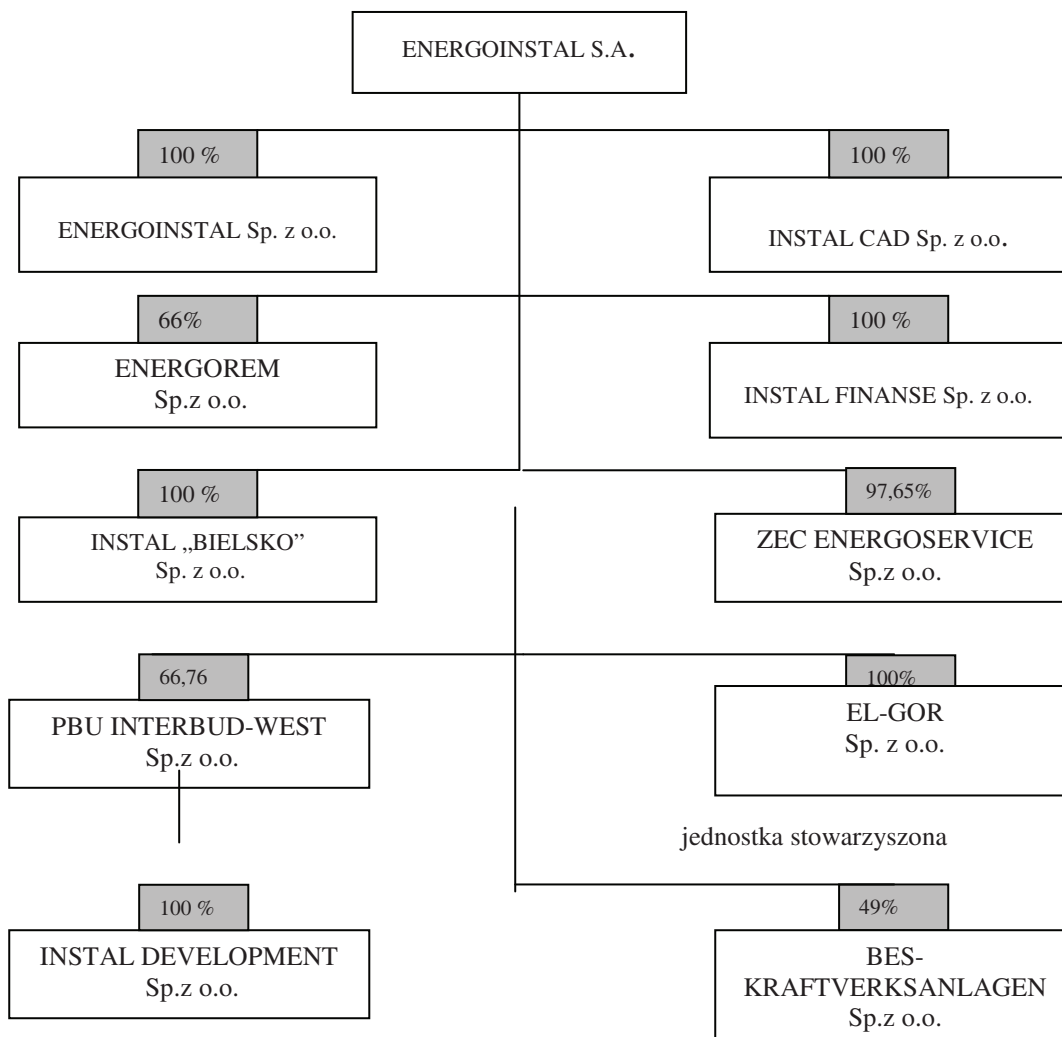 ENERGOINSTAL S.A.
100 %
100 %
ENERGOINSTAL Sp. z o.o.
INSTAL CAD Sp. z o.o.
66%
100 %
ENERGOREM
Sp.z o.o.
INSTAL FINANSE Sp. z o.o.
100 %
97,65%
INSTAL „BIELSKO”
Sp. z o.o.
ZEC ENERGOSERVICE
Sp.z o.o.
66,76
100%
PBU INTERBUD-WEST
Sp.z o.o.
EL-GOR
Sp. z o.o.
jednostka stowarzyszona
100 %
49%
INSTAL DEVELOPMENT
Sp.z o.o.
BES-
KRAFTVERKSANLAGEN
Sp.z o.o.